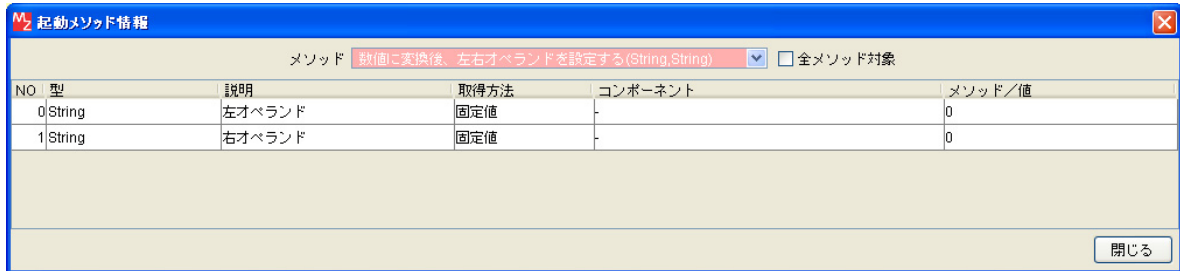 MZ 起動メソッド情報
メソッド 数値に変換後、左右オペランドを設定する(String,String) 全メソッド対象
NO 型 説明 取得方法 コンポーネント メソッド／値
0 String 左オペランド 固定値 - 0
1 String 右オペランド 固定値 - 0
閉じる